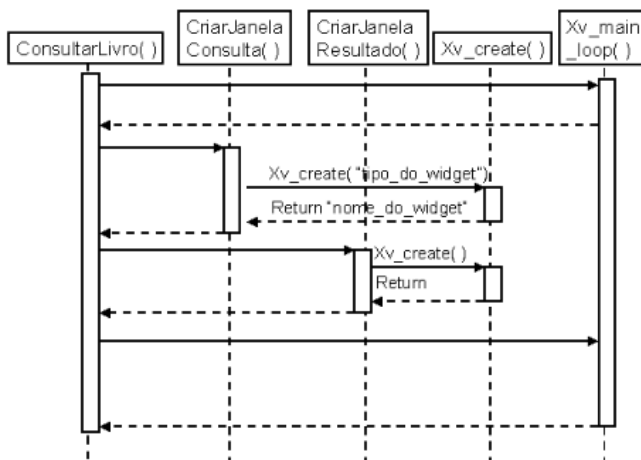 ConsultarLivro( )
CriarJanela
Consulta( )
CriarJanela
Resultado( )
Xv_create( )
Xv_main
_loop( )
Xv_create( "tipo_do_widget")
Return "nome_do_widget"
Xv_create( )
Return